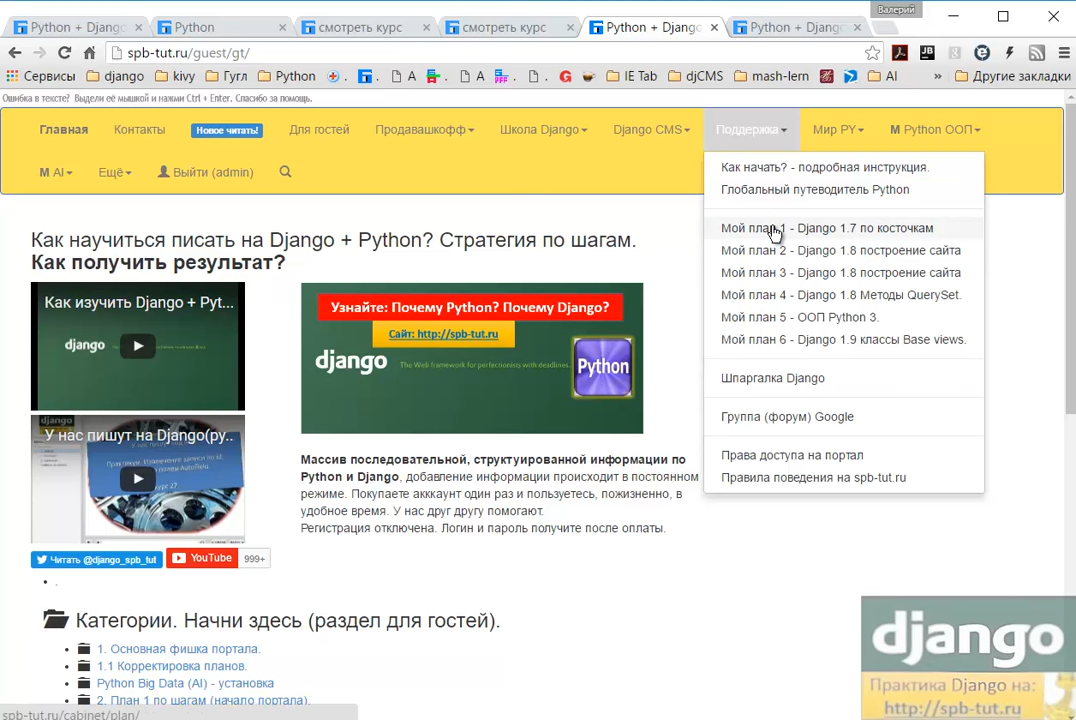 Валерий
Python + Djang
Python
смотреть курс
смотреть курс
Python + Djang
Python + Djang
spb-tut.ru/guest/gt/
Сервисы django kivy Гугл Python A A IE Tab djCMS mash-lern AI » Другие закладки
Ошибка в тексте? Выдели её мышкой и нажми Ctrl + Enter. Спасибо за помощь.
Главная Контакты Новое читать! Для гостей Продавашкофф Школа Django Django CMS Поддержка Мир PY М Python ООП
М AI Ещё Выйти (admin)
Как начать? - подробная инструкция.
Глобальный путеводитель Python
Мой план 1 - Django 1.7 по косточкам
Мой план 2 - Django 1.8 построение сайта
Мой план 3 - Django 1.8 построение сайта
Мой план 4 - Django 1.8 Методы QuerySet.
Мой план 5 - ООП Python 3.
Мой план 6 - Django 1.9 классы Base views.
Шпаргалка Django
Группа (форум) Google
Права доступа на портал
Правила поведения на spb-tut.ru
Как научиться писать на Django + Python? Стратегия по шагам.
Как получить результат?
Как изучить Django + Pyt...
django
У нас пишут на Django(ру...
Узнайте: Почему Python? Почему Django?
Сайт: http://spb-tut.ru
django The Web framework for perfectionists with deadlines.
Python
Массив последовательной, структуированной информации по
Python и Django, добавление информации происходит в постоянном
режиме. Покупаете акккаунт один раз и пользуетесь, пожизненно, в
удобное время. У нас друг другу помогают.
Регистрация отключена. Логин и пароль получите после оплаты.
Читать @django_spb_tut
YouTube 999+
Категории. Начни здесь (раздел для гостей).
1. Основная фишка портала.
1.1 Корректировка планов.
Python Big Data (AI) - установка
2. План 1 по шагам (начало портала).
spb-tut.ru/cabinet/plan/
django
Практика Django на:
http://spb-tut.ru